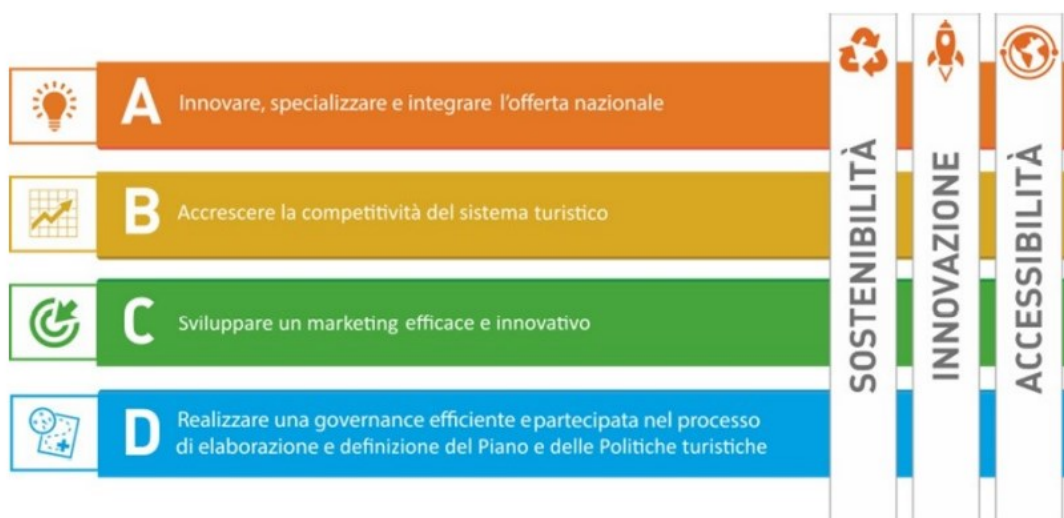 A
Innovare, specializzare e integrare l'offerta nazionale
B
Accrescere la competitività del sistema turistico
C
Sviluppare un marketing efficace e innovativo
D
Realizzare una governance efficiente e partecipata nel processo
di elaborazione e definizione del Piano e delle Politiche turistiche
SOSTENIBILITÀ
INNOVAZIONE
ACCESSIBILITÀ